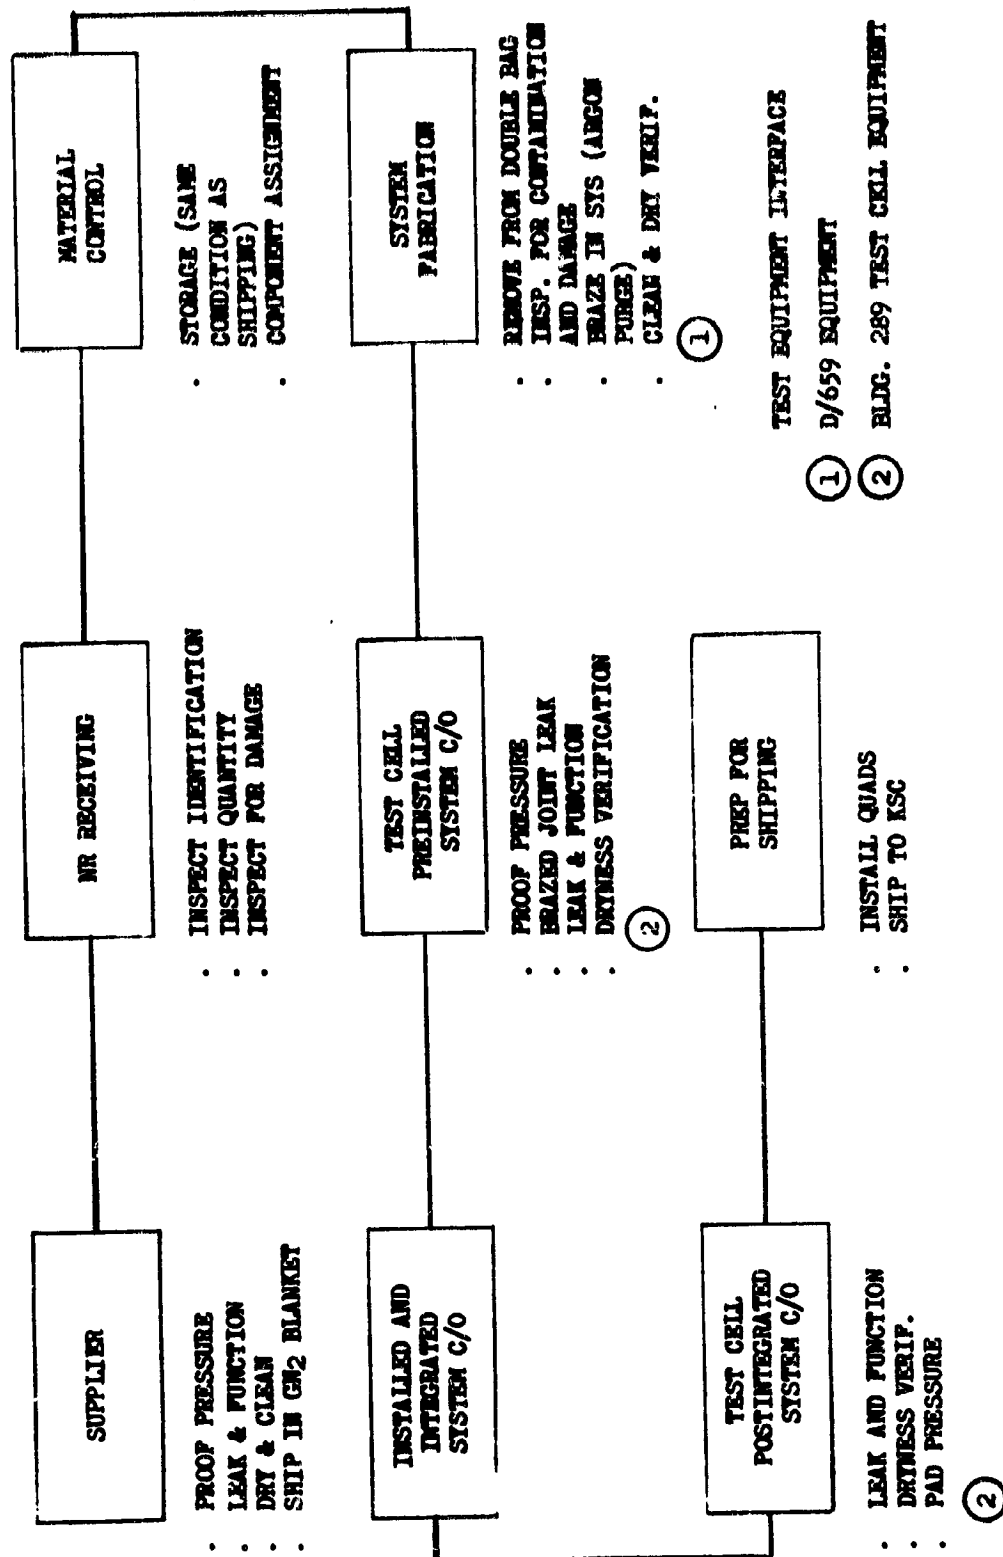 SUPPLIER
. PROOF PRESSURE
. LEAK & FUNCTION
. DRY & CLEAN
. SHIP IN GN2 BLANKET
NR RECEIVING
. INSPECT IDENTIFICATION
. INSPECT QUANTITY
. INSPECT FOR DAMAGE
MATERIAL
CONTROL
. STORAGE (SAME
CONDITION AS
SHIPPING)
. COMPONENT ASSIGNMENT
INSTALLED AND
INTEGRATED
SYSTEM C/O
TEST CELL
PREINSTALLED
SYSTEM C/O
. PROOF PRESSURE
. BRAZED JOINT LEAK
. LEAK & FUNCTION
. DRYNESS VERIFICATION
2
SYSTEM
FABRICATION
. REMOVE FROM DOUBLE BAG
. INSP. FOR CONTAMINATION
AND DAMAGE
. BRAZE IN SYS (ARGON
PURGE)
. CLEAN & DRY VERIF.
1
TEST CELL
POSTINTEGRATED
SYSTEM C/O
. LEAK AND FUNCTION
. DRYNESS VERIF.
. PAD PRESSURE
2
PREP FOR
SHIPPING
. INSTALL QUADS
. SHIP TO KSC
TEST EQUIPMENT INTERFACE
1 D/659 EQUIPMENT
2 BLDG. 289 TEST CELL EQUIPMENT